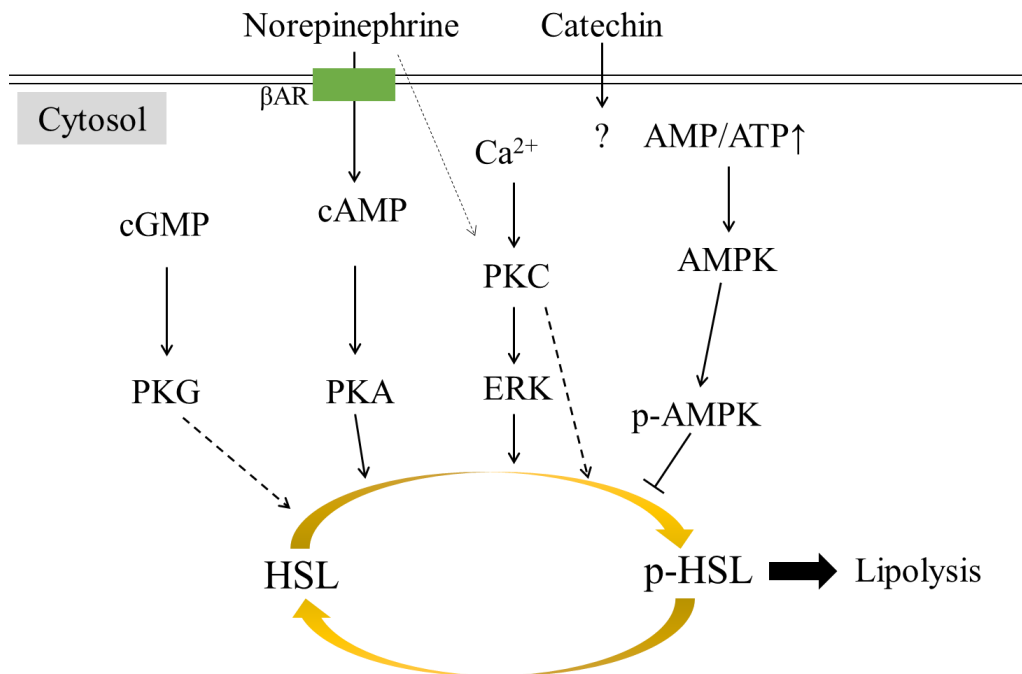 Norepinephrine
Catechin
βAR
Cytosol
Ca²⁺
?
AMP/ATP↑
cGMP
cAMP
PKC
AMPK
PKG
PKA
ERK
p-AMPK
HSL
p-HSL
Lipolysis